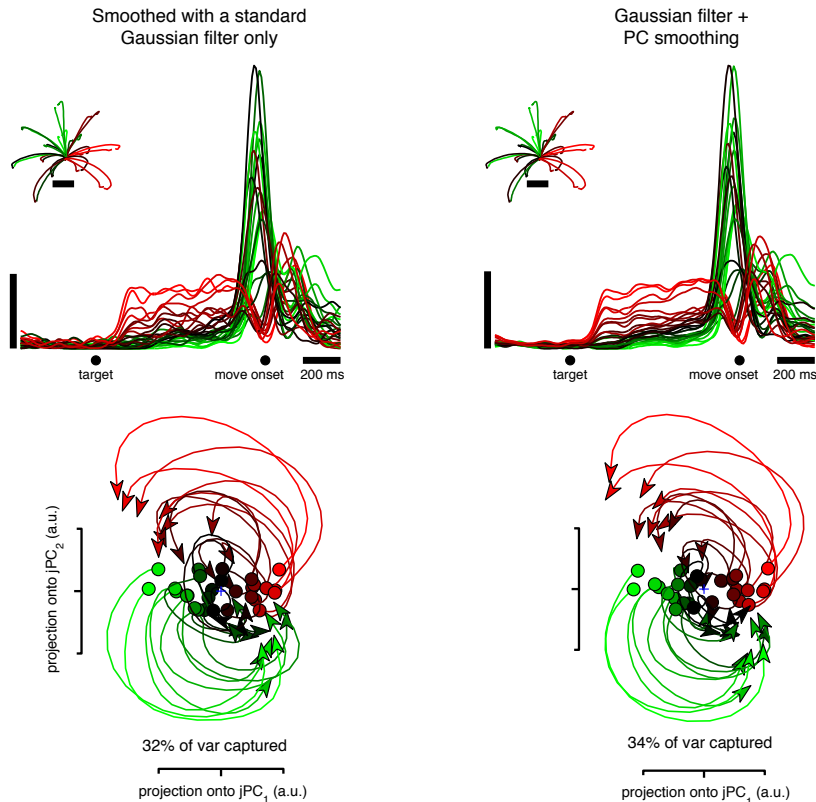 Smoothed with a standard
Gaussian filter only
Gaussian filter +
PC smoothing
target
move onset
200 ms
target
move onset
200 ms
projection onto jPC2 (a.u.)
32% of var captured
34% of var captured
projection onto jPC1 (a.u.)
projection onto jPC1 (a.u.)